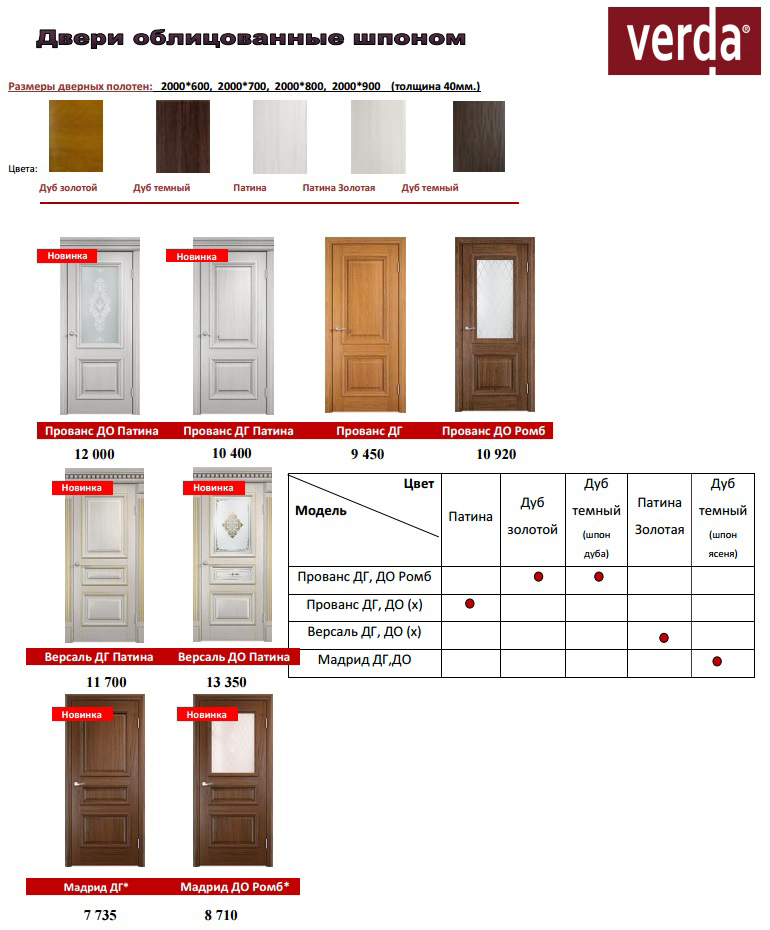 Двери облицованные шпоном
verda®
Размеры дверных полотен: 2000*600, 2000*700, 2000*800, 2000*900 (толщина 40мм.)
Цвета:
Дуб золотой Дуб темный Патина Патина Золотая Дуб темный
Новинка Новинка
Прованс ДО Патина Прованс ДГ Патина Прованс ДГ Прованс ДО Ромб
12 000 10 400 9 450 10 920
Новинка Новинка
Версаль ДГ Патина Версаль ДО Патина
11 700 13 350
Цвет
Модель
Патина
Дуб
золотой
Дуб
темный
(шпон
дуба)
Патина
Золотая
Дуб
темный
(шпон
ясеня)
Прованс ДГ, ДО Ромб
Прованс ДГ, ДО (х)
Версаль ДГ, ДО (х)
Мадрид ДГ,ДО
Новинка Новинка
Мадрид ДГ* Мадрид ДО Ромб*
7 735 8 710